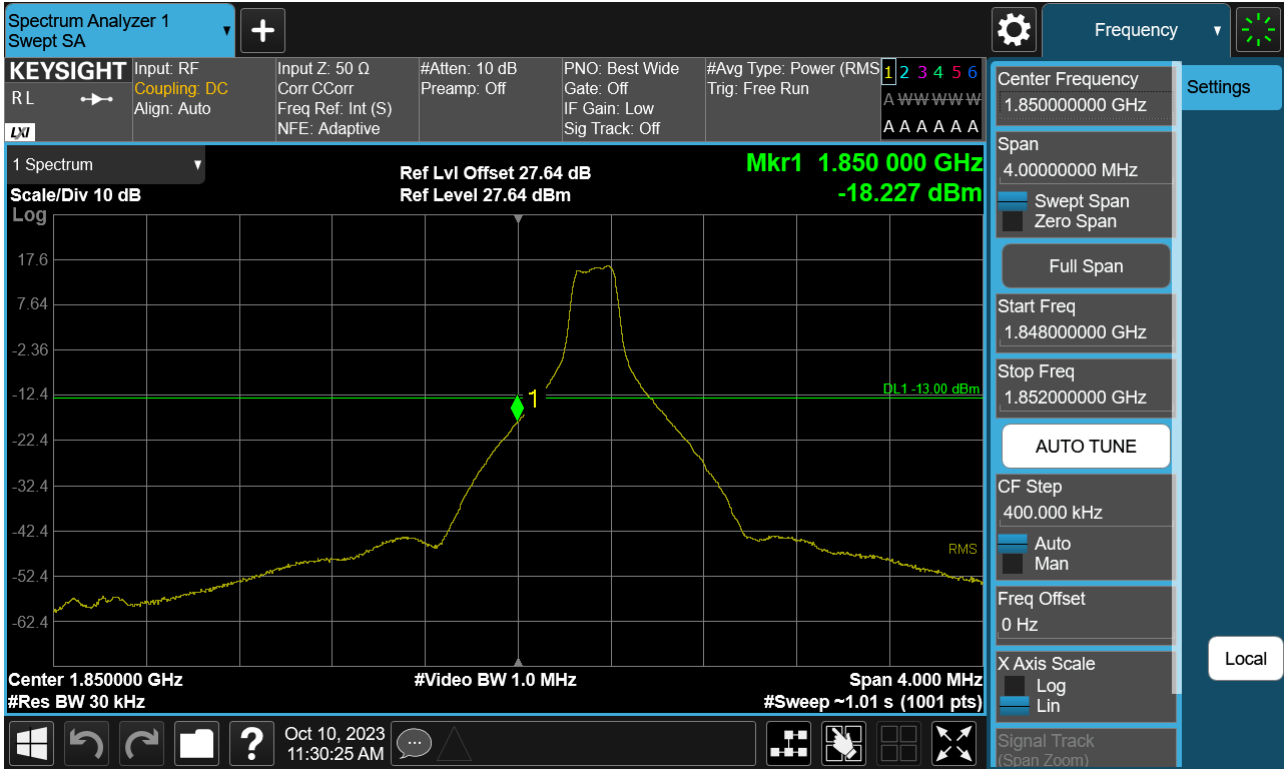 Spectrum Analyzer 1
Swept SA
Frequency
KEYSIGHT
R L
LXI
Input: RF
Coupling: DC
Align: Auto
Input Z: 50 Ω
Corr CCorr
Freq Ref: Int (S)
NFE: Adaptive
#Atten: 10 dB
Preamp: Off
PNO: Best Wide
Gate: Off
IF Gain: Low
Sig Track: Off
#Avg Type: Power (RMS
Trig: Free Run
1 2 3 4 5 6
A W W W W W
A A A A A A
1 Spectrum
Scale/Div 10 dB
Log
Ref Lvl Offset 27.64 dB
Ref Level 27.64 dBm
Mkr1 1.850 000 GHz
-18.227 dBm
17.6
7.64
-2.36
-12.4
-22.4
-32.4
-42.4
-52.4
-62.4
1
DL1 -13.00 dBm
RMS
Center 1.850000 GHz
#Video BW 1.0 MHz
Span 4.000 MHz
#Res BW 30 kHz
#Sweep ~1.01 s (1001 pts)
Center Frequency
1.850000000 GHz
Settings
Span
4.00000000 MHz
Swept Span
Zero Span
Full Span
Start Freq
1.848000000 GHz
Stop Freq
1.852000000 GHz
AUTO TUNE
CF Step
400.000 kHz
Auto
Man
Freq Offset
0 Hz
X Axis Scale
Log
Lin
Local
Signal Track
(Span Zoom)
?
Oct 10, 2023
11:30:25 AM